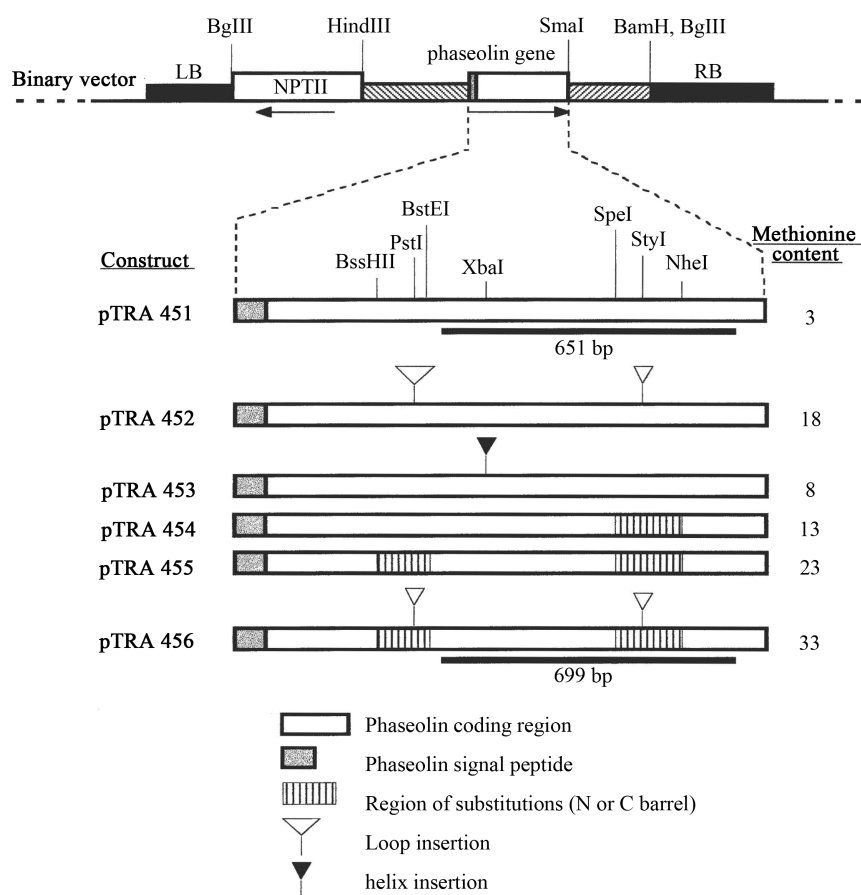 BgIII HindIII SmaI BamH, BgIII
phaseolin gene
Binary vector LB NPTII RB
BstEI SpeI
Construct PstI StyI Methionine content
BssHII XbaI NheI
pTRA 451 3
651 bp
pTRA 452 18
pTRA 453 8
pTRA 454 13
pTRA 455 23
pTRA 456 33
699 bp
Phaseolin coding region
Phaseolin signal peptide
Region of substitutions (N or C barrel)
Loop insertion
helix insertion